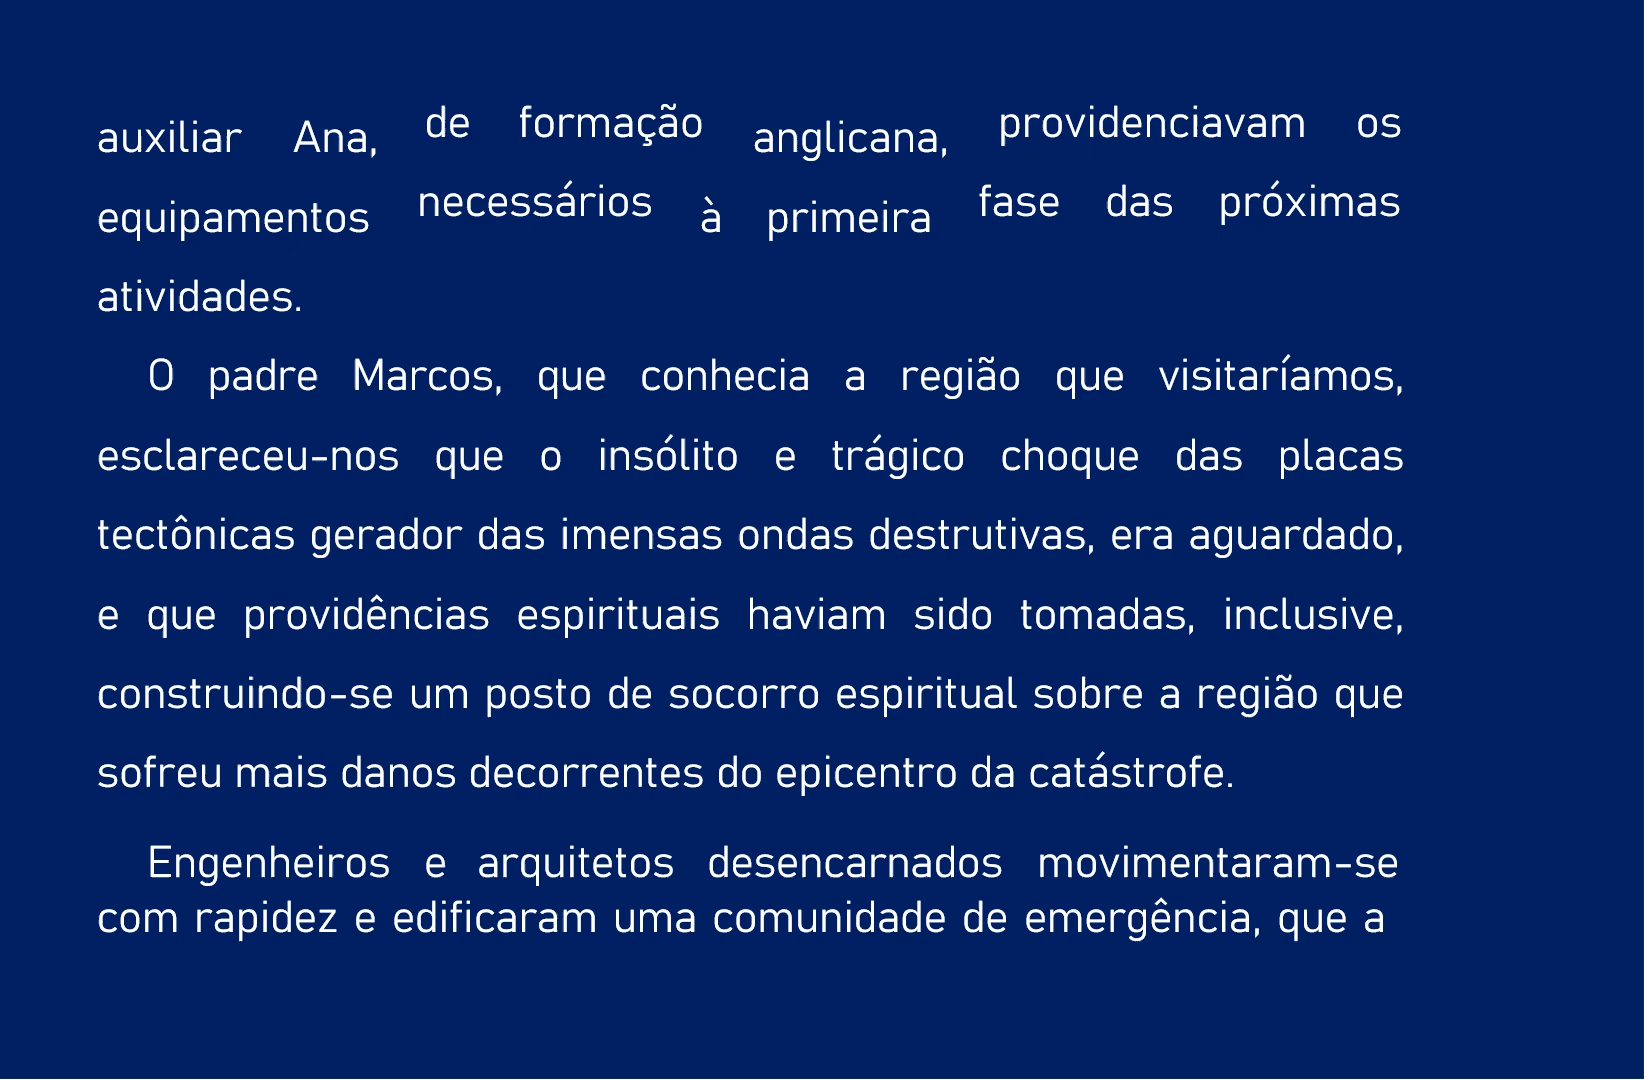 auxiliar Ana, de formação anglicana, providenciavam os
equipamentos necessários à primeira fase das próximas
atividades.
O padre Marcos, que conhecia a região que visitaríamos,
esclareceu-nos que o insólito e trágico choque das placas
tectônicas gerador das imensas ondas destrutivas, era aguardado,
e que providências espirituais haviam sido tomadas, inclusive,
construindo-se um posto de socorro espiritual sobre a região que
sofreu mais danos decorrentes do epicentro da catástrofe.
Engenheiros e arquitetos desencarnados movimentaram-se
com rapidez e edificaram uma comunidade de emergência, que a